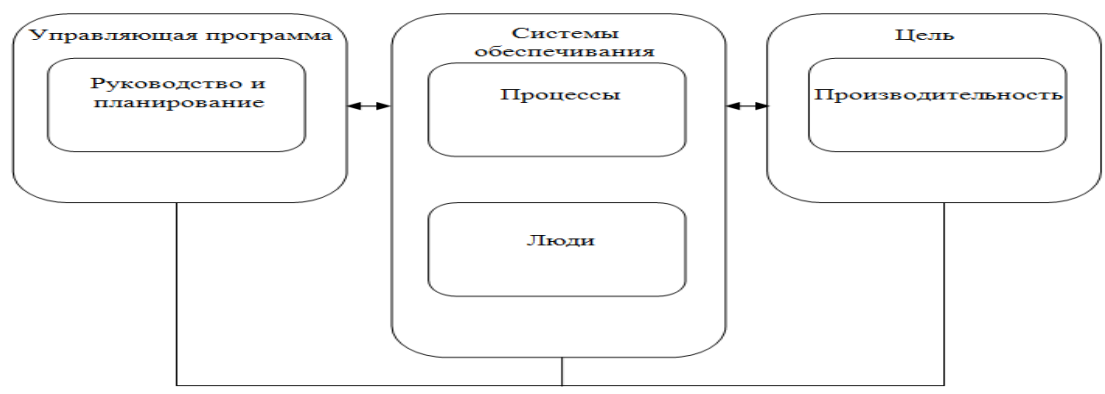 Управляющая программа
Руководство и
планирование
Системы
обеспечивания
Процессы
Люди
Цель
Производительность